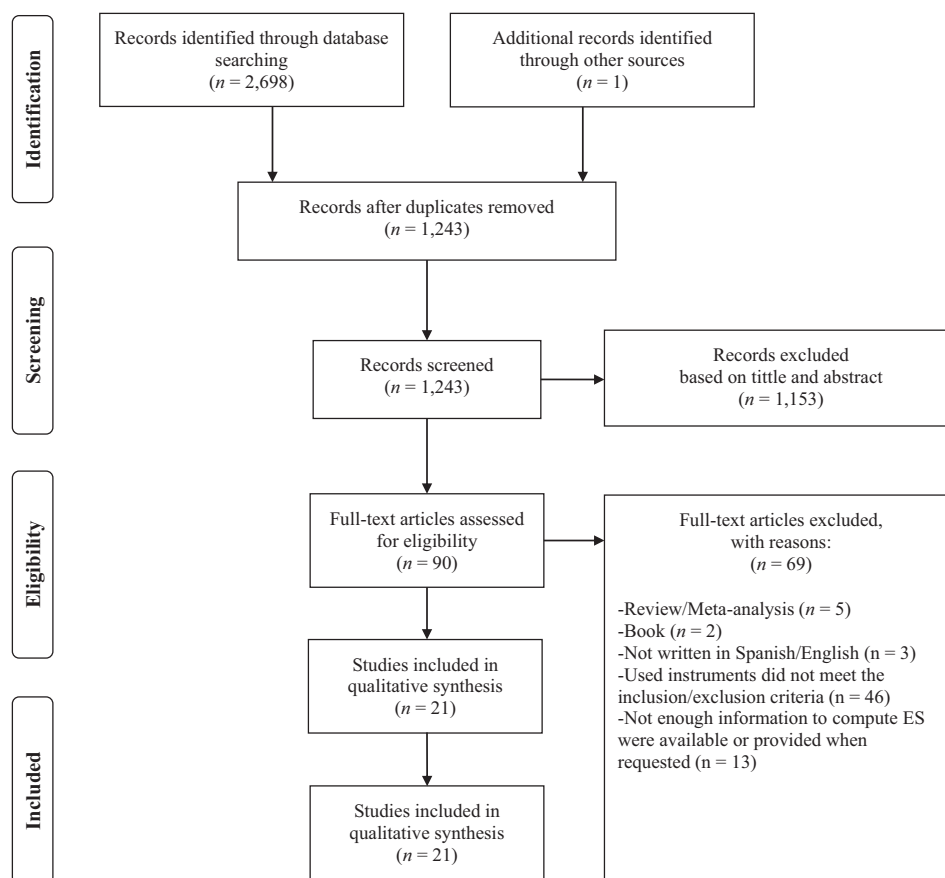 Identification
Records identified through database
searching
(n = 2,698)
Additional records identified
through other sources
(n = 1)
Records after duplicates removed
(n = 1,243)
Screening
Records screened
(n = 1,243)
Records excluded
based on tittle and abstract
(n = 1,153)
Eligibility
Full-text articles assessed
for eligibility
(n = 90)
Full-text articles excluded,
with reasons:
(n = 69)
-Review/Meta-analysis (n = 5)
-Book (n = 2)
-Not written in Spanish/English (n = 3)
-Used instruments did not meet the
inclusion/exclusion criteria (n = 46)
-Not enough information to compute ES
were available or provided when
requested (n = 13)
Studies included in
qualitative synthesis
(n = 21)
Included
Studies included in
qualitative synthesis
(n = 21)